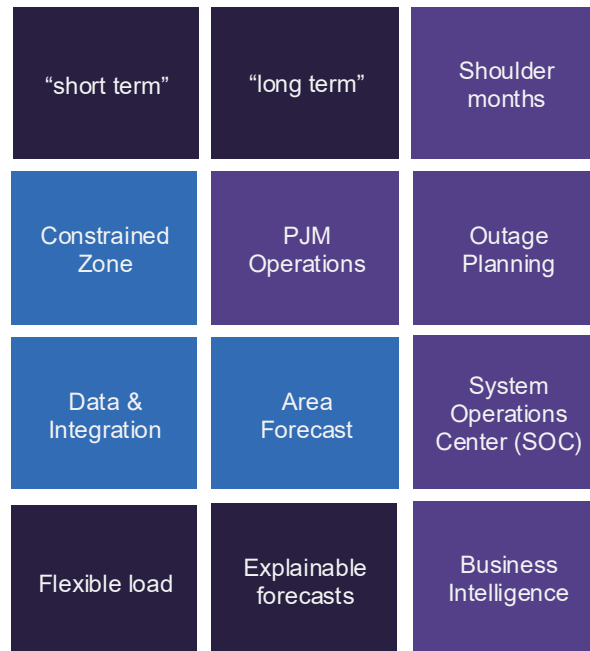 “short term”
“long term”
Shoulder
months
Constrained
Zone
PJM
Operations
Outage
Planning
Data &
Integration
Area
Forecast
System
Operations
Center (SOC)
Flexible load
Explainable
forecasts
Business
Intelligence